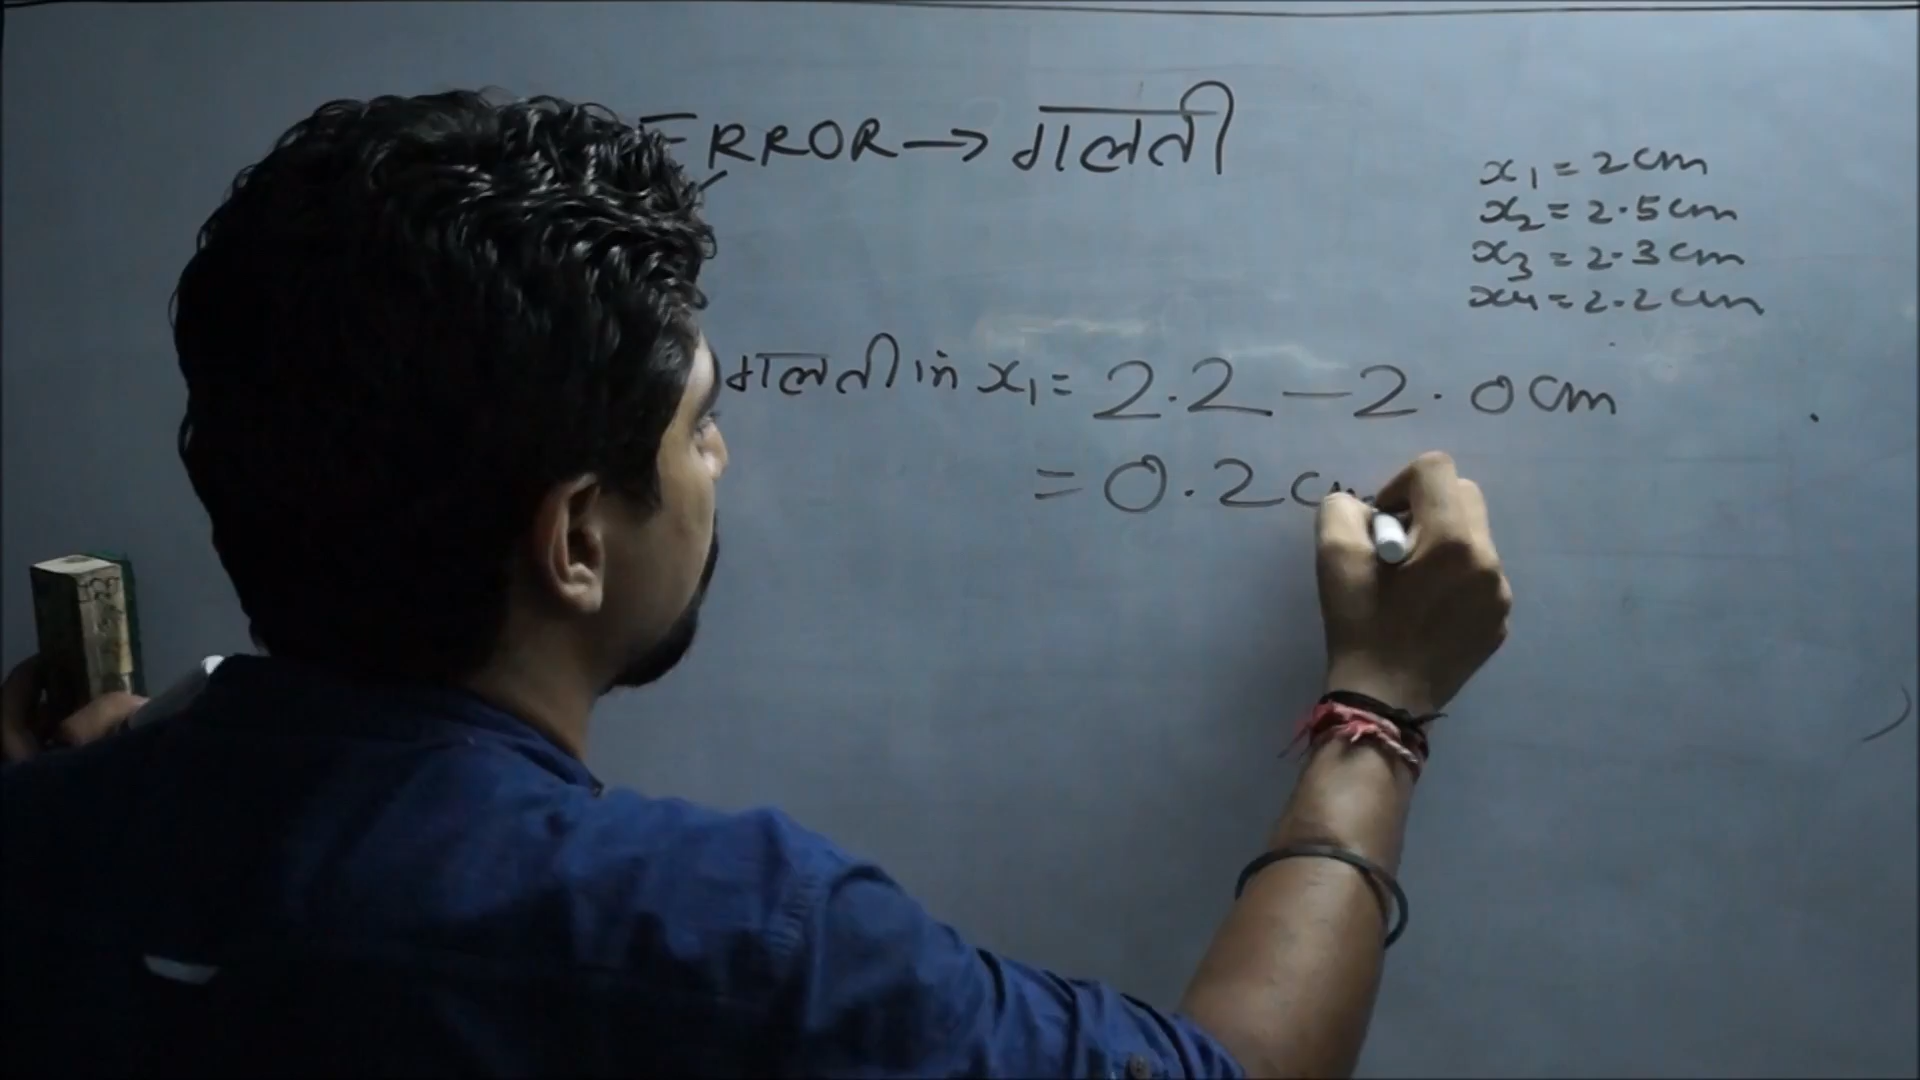 ERROR → गलती
x₁ = 2cm
x₂ = 2.5cm
x₃ = 2.3cm
x₄ = 2.2cm
गलती in x₁ = 2.2 – 2.0cm
= 0.2cm